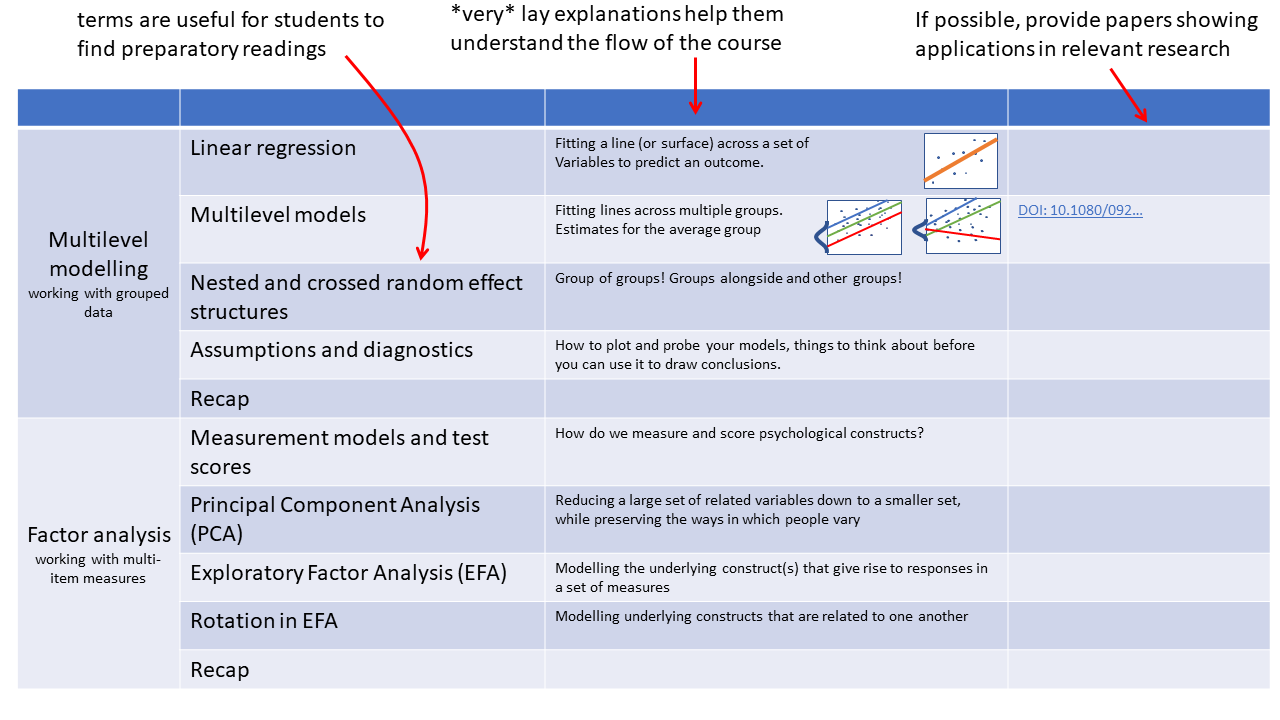 terms are useful for students to
find preparatory readings
*very* lay explanations help them
understand the flow of the course
If possible, provide papers showing
applications in relevant research
Multilevel
modelling
working with grouped
data
Linear regression
Fitting a line (or surface) across a set of
Variables to predict an outcome.
Multilevel models
Fitting lines across multiple groups.
Estimates for the average group
DOI: 10.1080/092...
Nested and crossed random effect
structures
Group of groups! Groups alongside and other groups!
Assumptions and diagnostics
How to plot and probe your models, things to think about before
you can use it to draw conclusions.
Recap
Factor analysis
working with multi-
item measures
Measurement models and test
scores
How do we measure and score psychological constructs?
Principal Component Analysis
(PCA)
Reducing a large set of related variables down to a smaller set,
while preserving the ways in which people vary
Exploratory Factor Analysis (EFA)
Modelling the underlying construct(s) that give rise to responses in
a set of measures
Rotation in EFA
Modelling underlying constructs that are related to one another
Recap